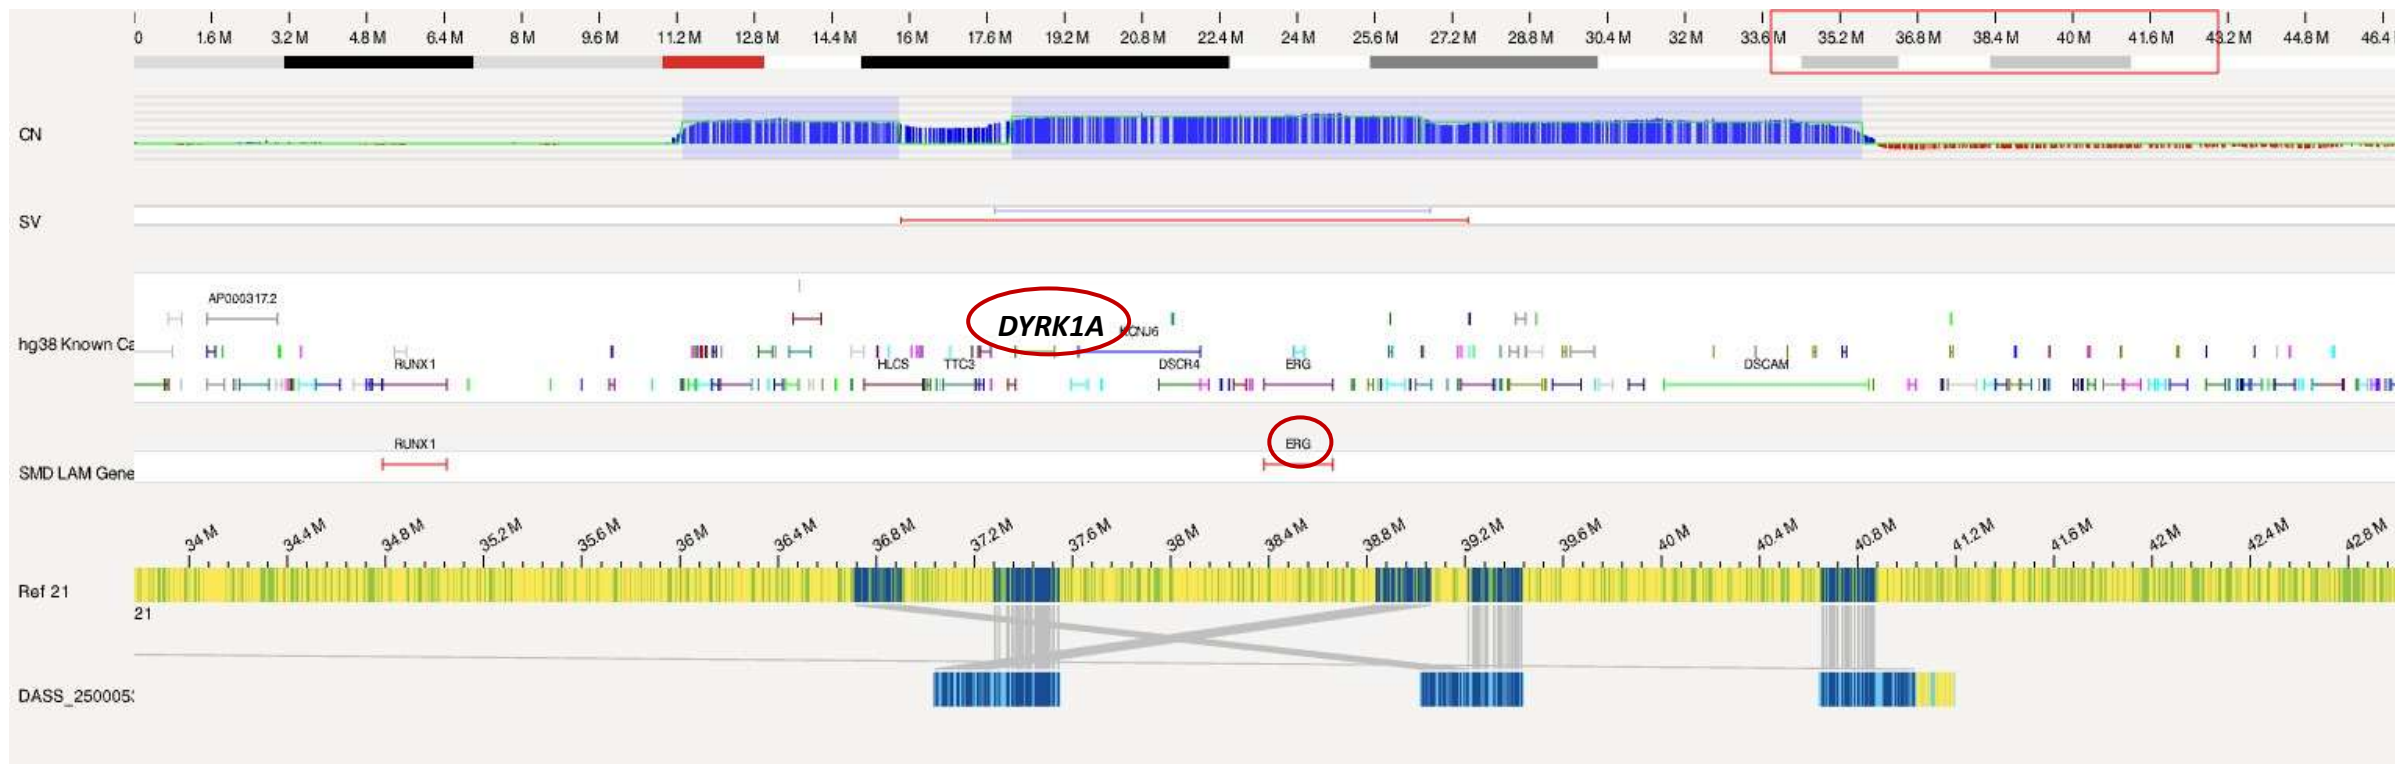 0 1.6 M 3.2 M 4.8 M 6.4 M 8 M 9.6 M 11.2 M 12.8 M 14.4 M 16 M 17.6 M 19.2 M 20.8 M 22.4 M 24 M 25.6 M 27.2 M 28.8 M 30.4 M 32 M 33.6 M 35.2 M 36.8 M 38.4 M 40 M 41.6 M 43.2 M 44.8 M 46.4
CN
SV
AP000317.2
DYRK1A KCNJ6
hg38 Known Ca
RUNX1 HLCS TTC3 DSCR4 ERG DSCAM
RUNX1 ERG
SMD LAM Gene
34 M 34.4 M 34.8 M 35.2 M 35.6 M 36 M 36.4 M 36.8 M 37.2 M 37.6 M 38 M 38.4 M 38.8 M 39.2 M 39.6 M 40 M 40.4 M 40.8 M 41.2 M 41.6 M 42 M 42.4 M 42.8 M
Ref 21
21
DASS_250005